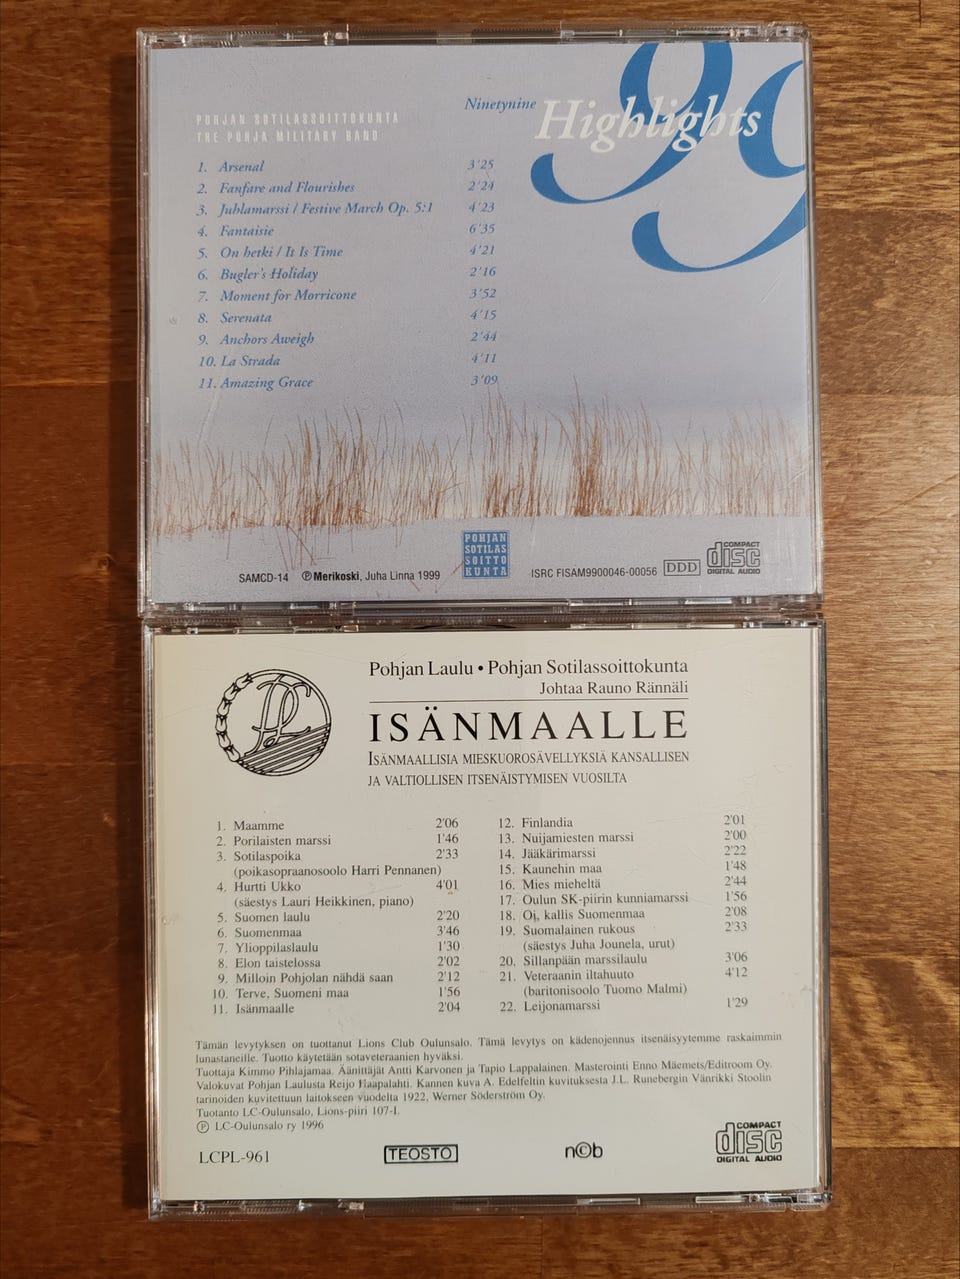 99
Ninetynine Highlights
POHJAN SOTILASSOITTOKUNTA
THE POHJA MILITARY BAND
1. Arsenal 3'25
2. Fanfare and Flourishes 2'24
3. Juhlamarssi / Festive March Op. 5:1 4'23
4. Fantaisie 6'35
5. On hetki / It Is Time 4'21
6. Bugler's Holiday 2'16
7. Moment for Morricone 3'52
8. Serenata 4'15
9. Anchors Aweigh 2'44
10. La Strada 4'11
11. Amazing Grace 3'09
POHJAN
SOTILAS
SOITTO
KUNTA
SAMCD-14 ℗ Merikoski, Juha Linna 1999
ISRC FISAM9900046-00056 DDD
COMPACT
disc
DIGITAL AUDIO
Pohjan Laulu • Pohjan Sotilassoittokunta
Johtaa Rauno Rännäli
ISÄNMAALLE
ISÄNMAALLISIA MIESKUOROSÄVELLYKSIÄ KANSALLISEN
JA VALTIOLLISEN ITSENÄISTYMISEN VUOSILTA
1. Maamme 2'06
2. Porilaisten marssi 1'46
3. Sotilaspoika 2'33
(poikasopraanosoolo Harri Pennanen)
4. Hurtti Ukko 4'01
(säestys Lauri Heikkinen, piano)
5. Suomen laulu 2'20
6. Suomenmaa 3'46
7. Ylioppilaslaulu 1'30
8. Elon taistelossa 2'02
9. Milloin Pohjolan nähdä saan 2'12
10. Terve, Suomeni maa 1'56
11. Isänmaalle 2'04
12. Finlandia 2'01
13. Nuijamiesten marssi 2'00
14. Jääkärimarssi 2'22
15. Kaunehin maa 1'48
16. Mies mieheltä 2'44
17. Oulun SK-piirin kunniamarssi 1'56
18. Oi, kallis Suomenmaa 2'08
19. Suomalainen rukous 2'33
(säestys Juha Jounela, urut)
20. Sillanpään marssilaulu 3'06
21. Veteraanin iltahuuto 4'12
(baritonisoolo Tuomo Malmi)
22. Leijonamarssi 1'29
Tämän levytyksen on tuottanut Lions Club Oulunsalo. Tämä levytys on kädenojennus itsenäisyytemme raskaimmin
lunastaneille. Tuotto käytetään sotaveteraanien hyväksi.
Tuottaja Kimmo Pihlajamaa. Äänittäjät Antti Karvonen ja Tapio Lappalainen. Masterointi Enno Mäemets/Editroom Oy.
Valokuvat Pohjan Laulusta Reijo Haapalahti. Kannen kuva A. Edelfeltin kuvituksesta J.L. Runebergin Vänrikki Stoolin
tarinoiden kuvitettuun laitokseen vuodelta 1922, Werner Söderström Oy.
Tuotanto LC-Oulunsalo, Lions-piiri 107-I.
℗ LC-Oulunsalo ry 1996
LCPL-961
TEOSTO
n©b
COMPACT
disc
DIGITAL AUDIO